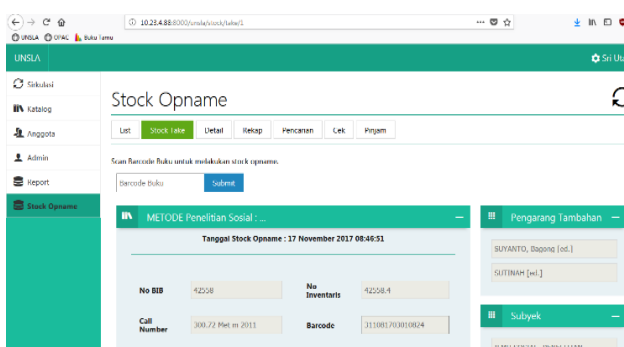 10.23.4.88:8000/unsla/stock/take/1
UNSLA OPAC Buku Tamu
UNSLA
Sri Uta
Sirkulasi
Katalog
Anggota
Admin
Report
Stock Opname
Stock Opname
List Stock Take Detail Rekap Pencarian Cek Pinjam
Scan Barcode Buku untuk melakukan stock opname.
Barcode Buku Submit
METODE Penelitian Sosial : ...
Tanggal Stock Opname : 17 November 2017 08:46:51
No BIB 42558 No Inventaris 42558.4
Call Number 300.72 Met m 2011 Barcode 311081703010824
Pengarang Tambahan
SUYANTO, Bagong [ed.]
SUTINAH [ed.]
Subyek